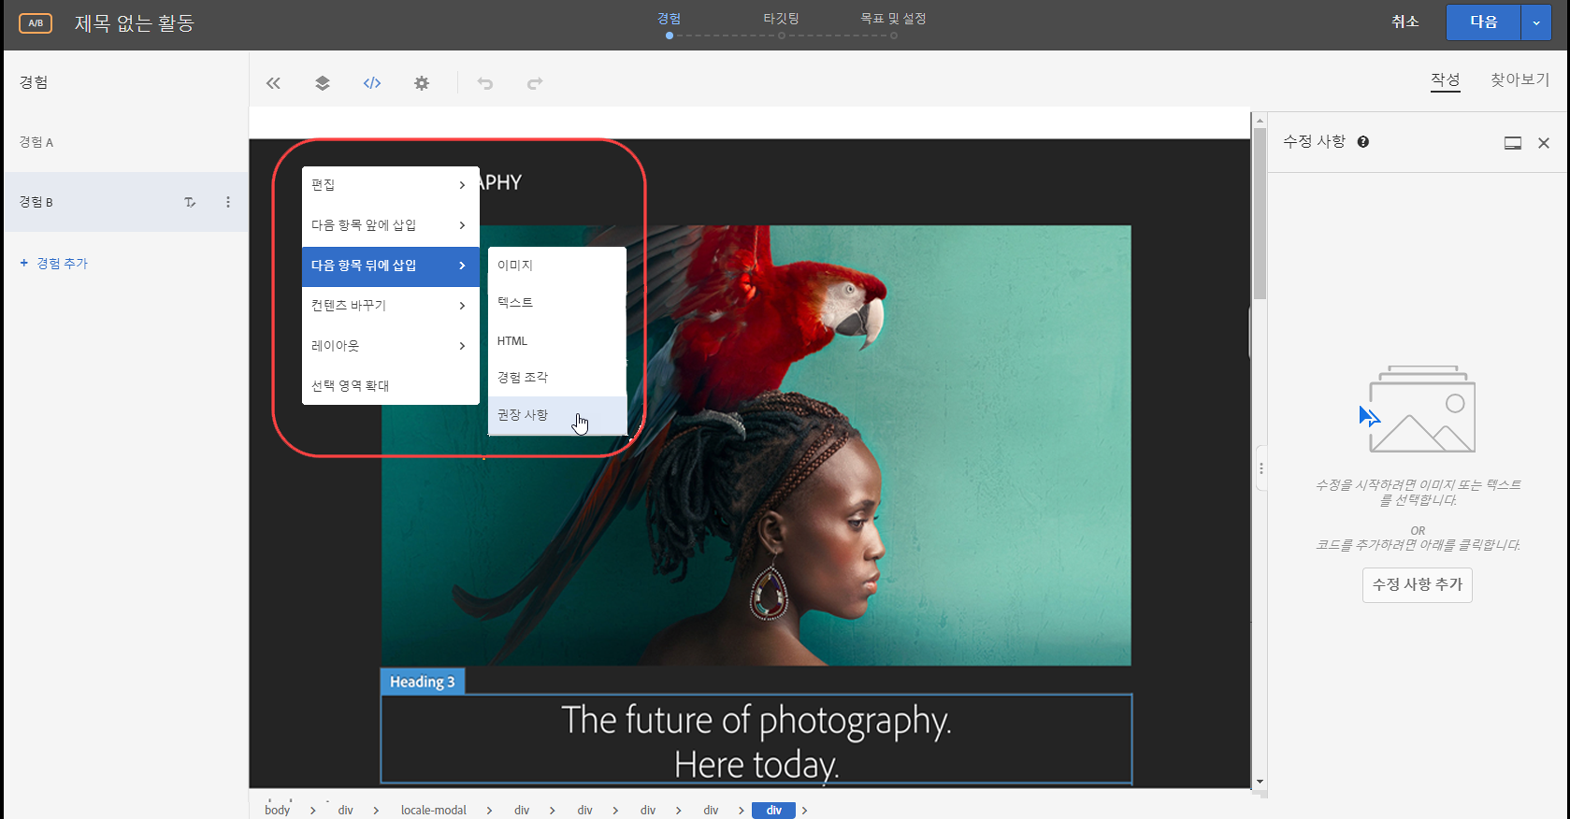 A/B 제목 없는 활동
경험 타깃팅 목표 및 설정
취소 다음
경험
작성 찾아보기
경험 A
경험 B
+ 경험 추가
수정 사항
APHY
편집
다음 항목 앞에 삽입
다음 항목 뒤에 삽입
컨텐츠 바꾸기
레이아웃
선택 영역 확대
이미지
텍스트
HTML
경험 조각
권장 사항
수정을 시작하려면 이미지 또는 텍스트
를 선택합니다.
OR
코드를 추가하려면 아래를 클릭합니다.
수정 사항 추가
Heading 3
The future of photography.
Here today.
body > div > locale-modal > div > div > div > div > div >